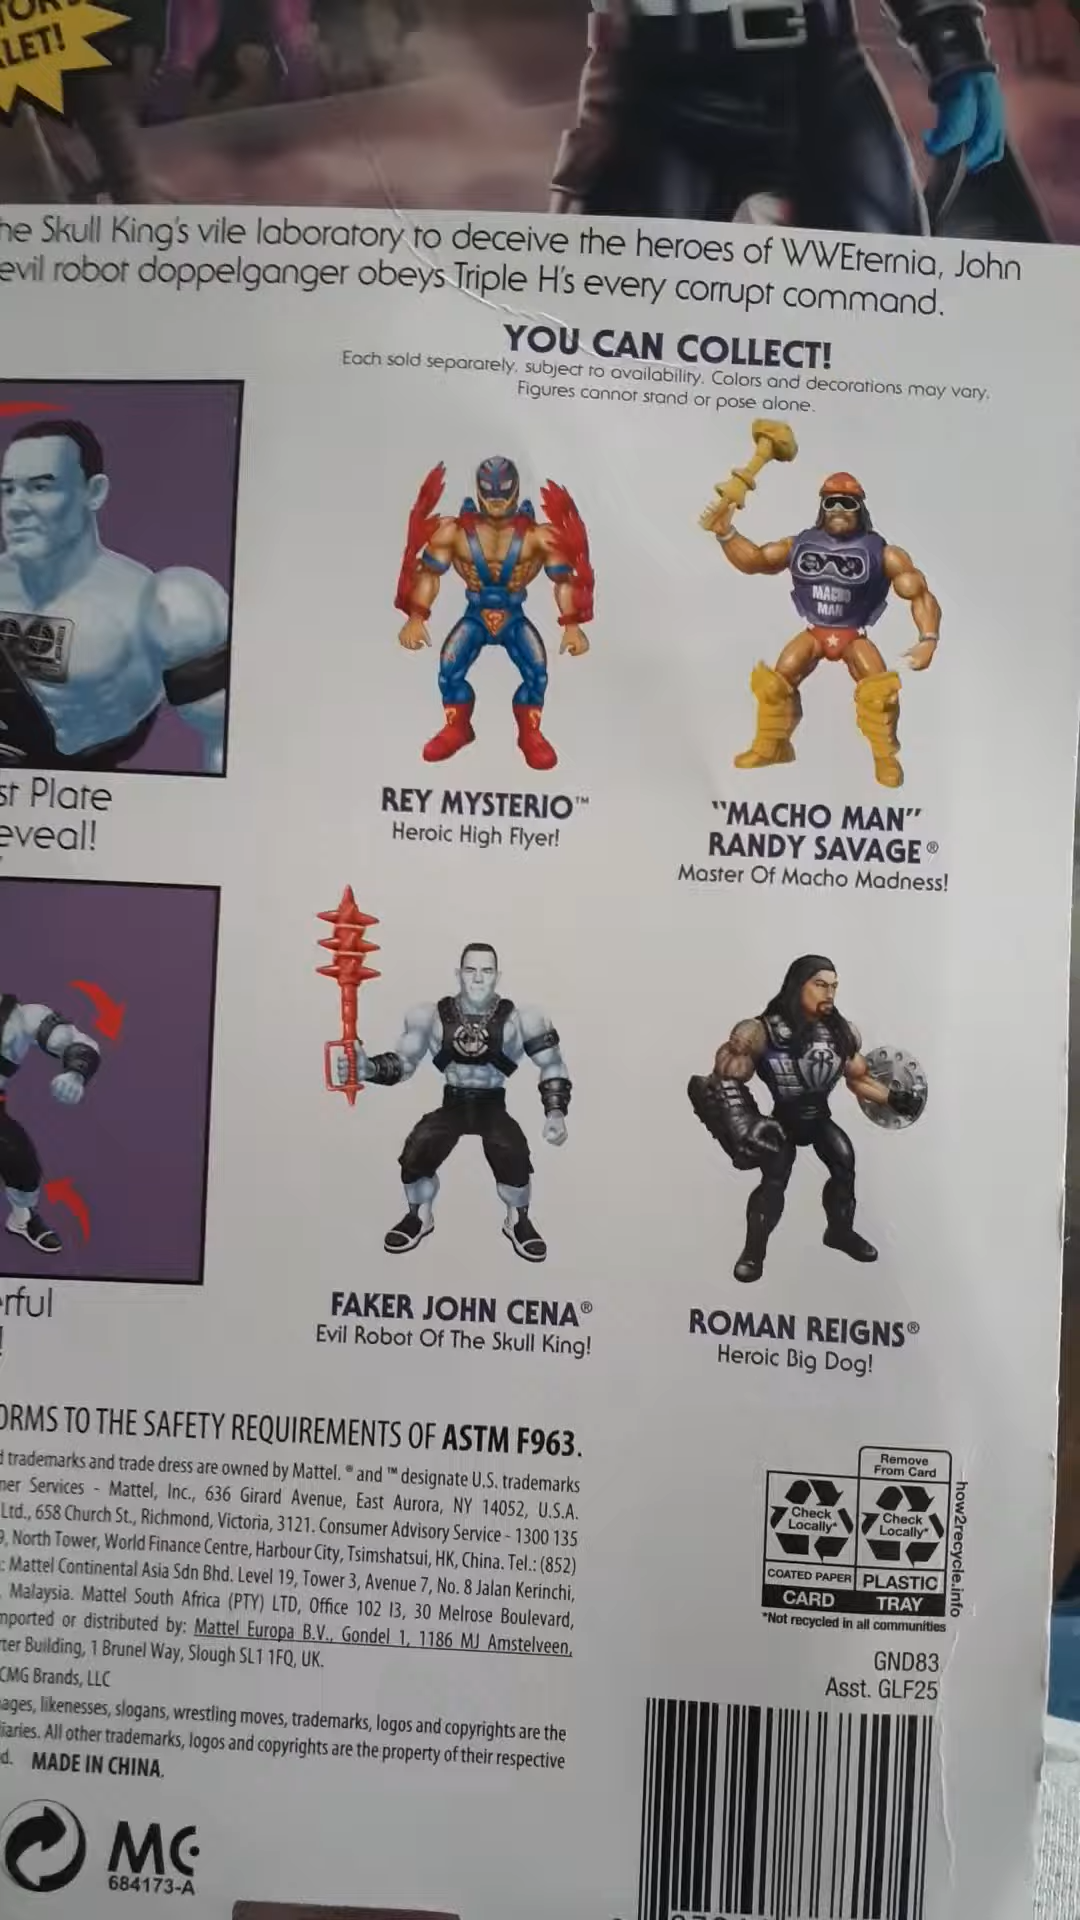 LET!
he Skull King's vile laboratory to deceive the heroes of WWEternia, John
evil robot doppelganger obeys Triple H's every corrupt command.
YOU CAN COLLECT!
Each sold separately, subject to availability. Colors and decorations may vary.
Figures cannot stand or pose alone.
MACHO
MAN
st Plate
eveal!
REY MYSTERIO™
Heroic High Flyer!
"MACHO MAN"
RANDY SAVAGE®
Master Of Macho Madness!
rful
!
FAKER JOHN CENA®
Evil Robot Of The Skull King!
ROMAN REIGNS®
Heroic Big Dog!
ORMS TO THE SAFETY REQUIREMENTS OF ASTM F963.
d trademarks and trade dress are owned by Mattel. ® and ™ designate U.S. trademarks
mer Services - Mattel, Inc., 636 Girard Avenue, East Aurora, NY 14052, U.S.A.
Ltd., 658 Church St., Richmond, Victoria, 3121. Consumer Advisory Service - 1300 135
9, North Tower, World Finance Centre, Harbour City, Tsimshatsui, HK, China. Tel.: (852)
: Mattel Continental Asia Sdn Bhd. Level 19, Tower 3, Avenue 7, No. 8 Jalan Kerinchi,
, Malaysia. Mattel South Africa (PTY) LTD, Office 102 I3, 30 Melrose Boulevard,
mported or distributed by: Mattel Europa B.V., Gondel 1, 1186 MJ Amstelveen,
rter Building, 1 Brunel Way, Slough SL1 1FQ, UK.
CMG Brands, LLC
ages, likenesses, slogans, wrestling moves, trademarks, logos and copyrights are the
iaries. All other trademarks, logos and copyrights are the property of their respective
d. MADE IN CHINA.
Remove
From Card
Check
Locally*
Check
Locally*
COATED PAPER
PLASTIC
CARD
TRAY
how2recycle.info
*Not recycled in all communities
GND83
Asst. GLF25
MC
684173-A